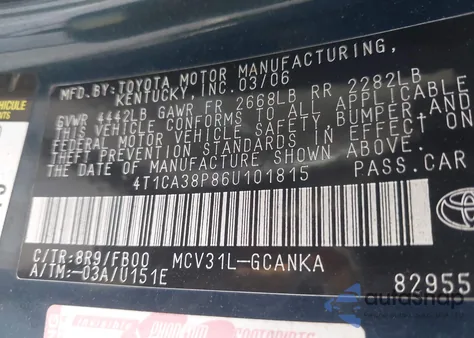 MFD.BY:TOYOTA MOTOR MANUFACTURING,
KENTUCKY, INC. 03/06
GVWR 4442LB GAWR FR 2668LB RR 2282LB
THIS VEHICLE CONFORMS TO ALL APPLICABLE
FEDERAL MOTOR VEHICLE SAFETY, BUMPER, AND
THEFT PREVENTION STANDARDS IN EFFECT ON
THE DATE OF MANUFACTURE SHOWN ABOVE.
4T1CA38P86U101815 PASS.CAR
C/TR:8R9/FB00 MCV31L-GCANKA
A/TM:-03A/U151E
82955
VEHICULE
autoshop